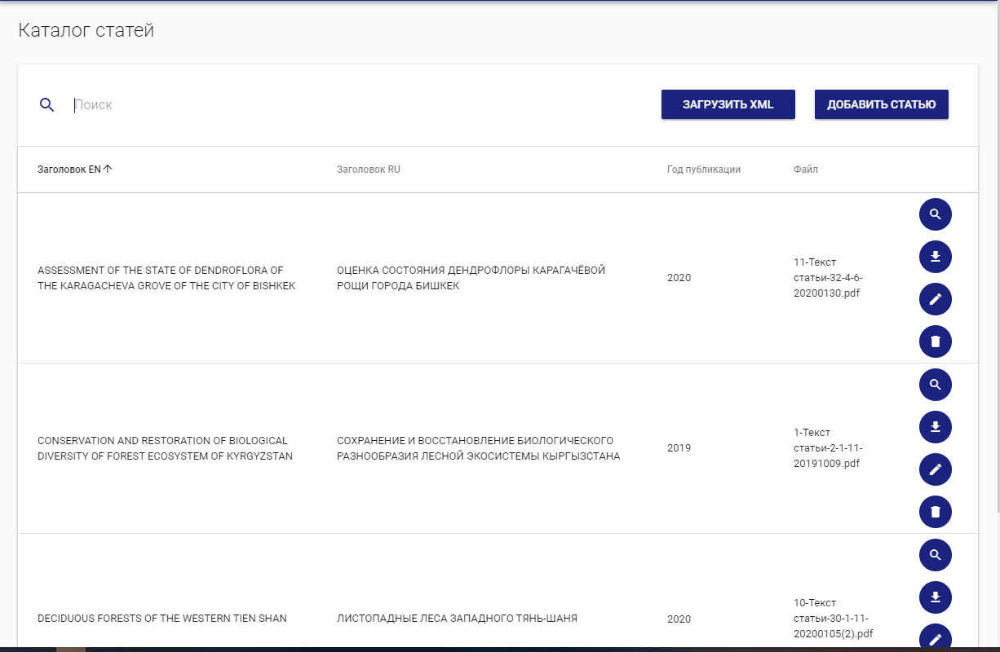 Каталог статей
Поиск
ЗАГРУЗИТЬ XML
ДОБАВИТЬ СТАТЬЮ
Заголовок EN
Заголовок RU
Год публикации
Файл
ASSESSMENT OF THE STATE OF DENDROFLORA OF
THE KARAGACHEVA GROVE OF THE CITY OF BISHKEK
ОЦЕНКА СОСТОЯНИЯ ДЕНДРОФЛОРЫ КАРАГАЧЁВОЙ
РОЩИ ГОРОДА БИШКЕК
2020
11-Текст
статьи-32-4-6-
20200130.pdf
CONSERVATION AND RESTORATION OF BIOLOGICAL
DIVERSITY OF FOREST ECOSYSTEM OF KYRGYZSTAN
СОХРАНЕНИЕ И ВОССТАНОВЛЕНИЕ БИОЛОГИЧЕСКОГО
РАЗНООБРАЗИЯ ЛЕСНОЙ ЭКОСИСТЕМЫ КЫРГЫЗСТАНА
2019
1-Текст
статьи-2-1-11-
20191009.pdf
DECIDUOUS FORESTS OF THE WESTERN TIEN SHAN
ЛИСТОПАДНЫЕ ЛЕСА ЗАПАДНОГО ТЯНЬ-ШАНЯ
2020
10-Текст
статьи-30-1-11-
20200105(2).pdf